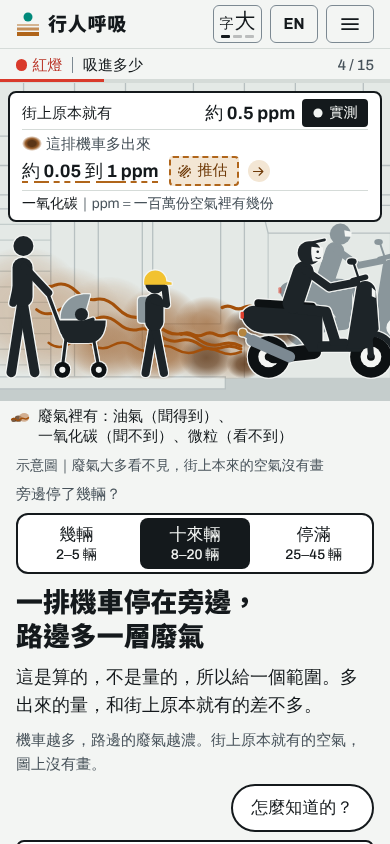 行人呼吸
字大
EN
紅燈｜吸進多少
4 / 15
街上原本就有
約 0.5 ppm
實測
這排機車多出來
約 0.05 到 1 ppm
推估
→
一氧化碳｜ppm＝一百萬份空氣裡有幾份
廢氣裡有：油氣（聞得到）、
一氧化碳（聞不到）、微粒（看不到）
示意圖｜廢氣大多看不見，街上本來的空氣沒有畫
旁邊停了幾輛？
幾輛
2–5 輛
十來輛
8–20 輛
停滿
25–45 輛
一排機車停在旁邊，
路邊多一層廢氣
這是算的，不是量的，所以給一個範圍。多
出來的量，和街上原本就有的差不多。
機車越多，路邊的廢氣越濃。街上原本就有的空氣，
圖上沒有畫。
怎麼知道的？